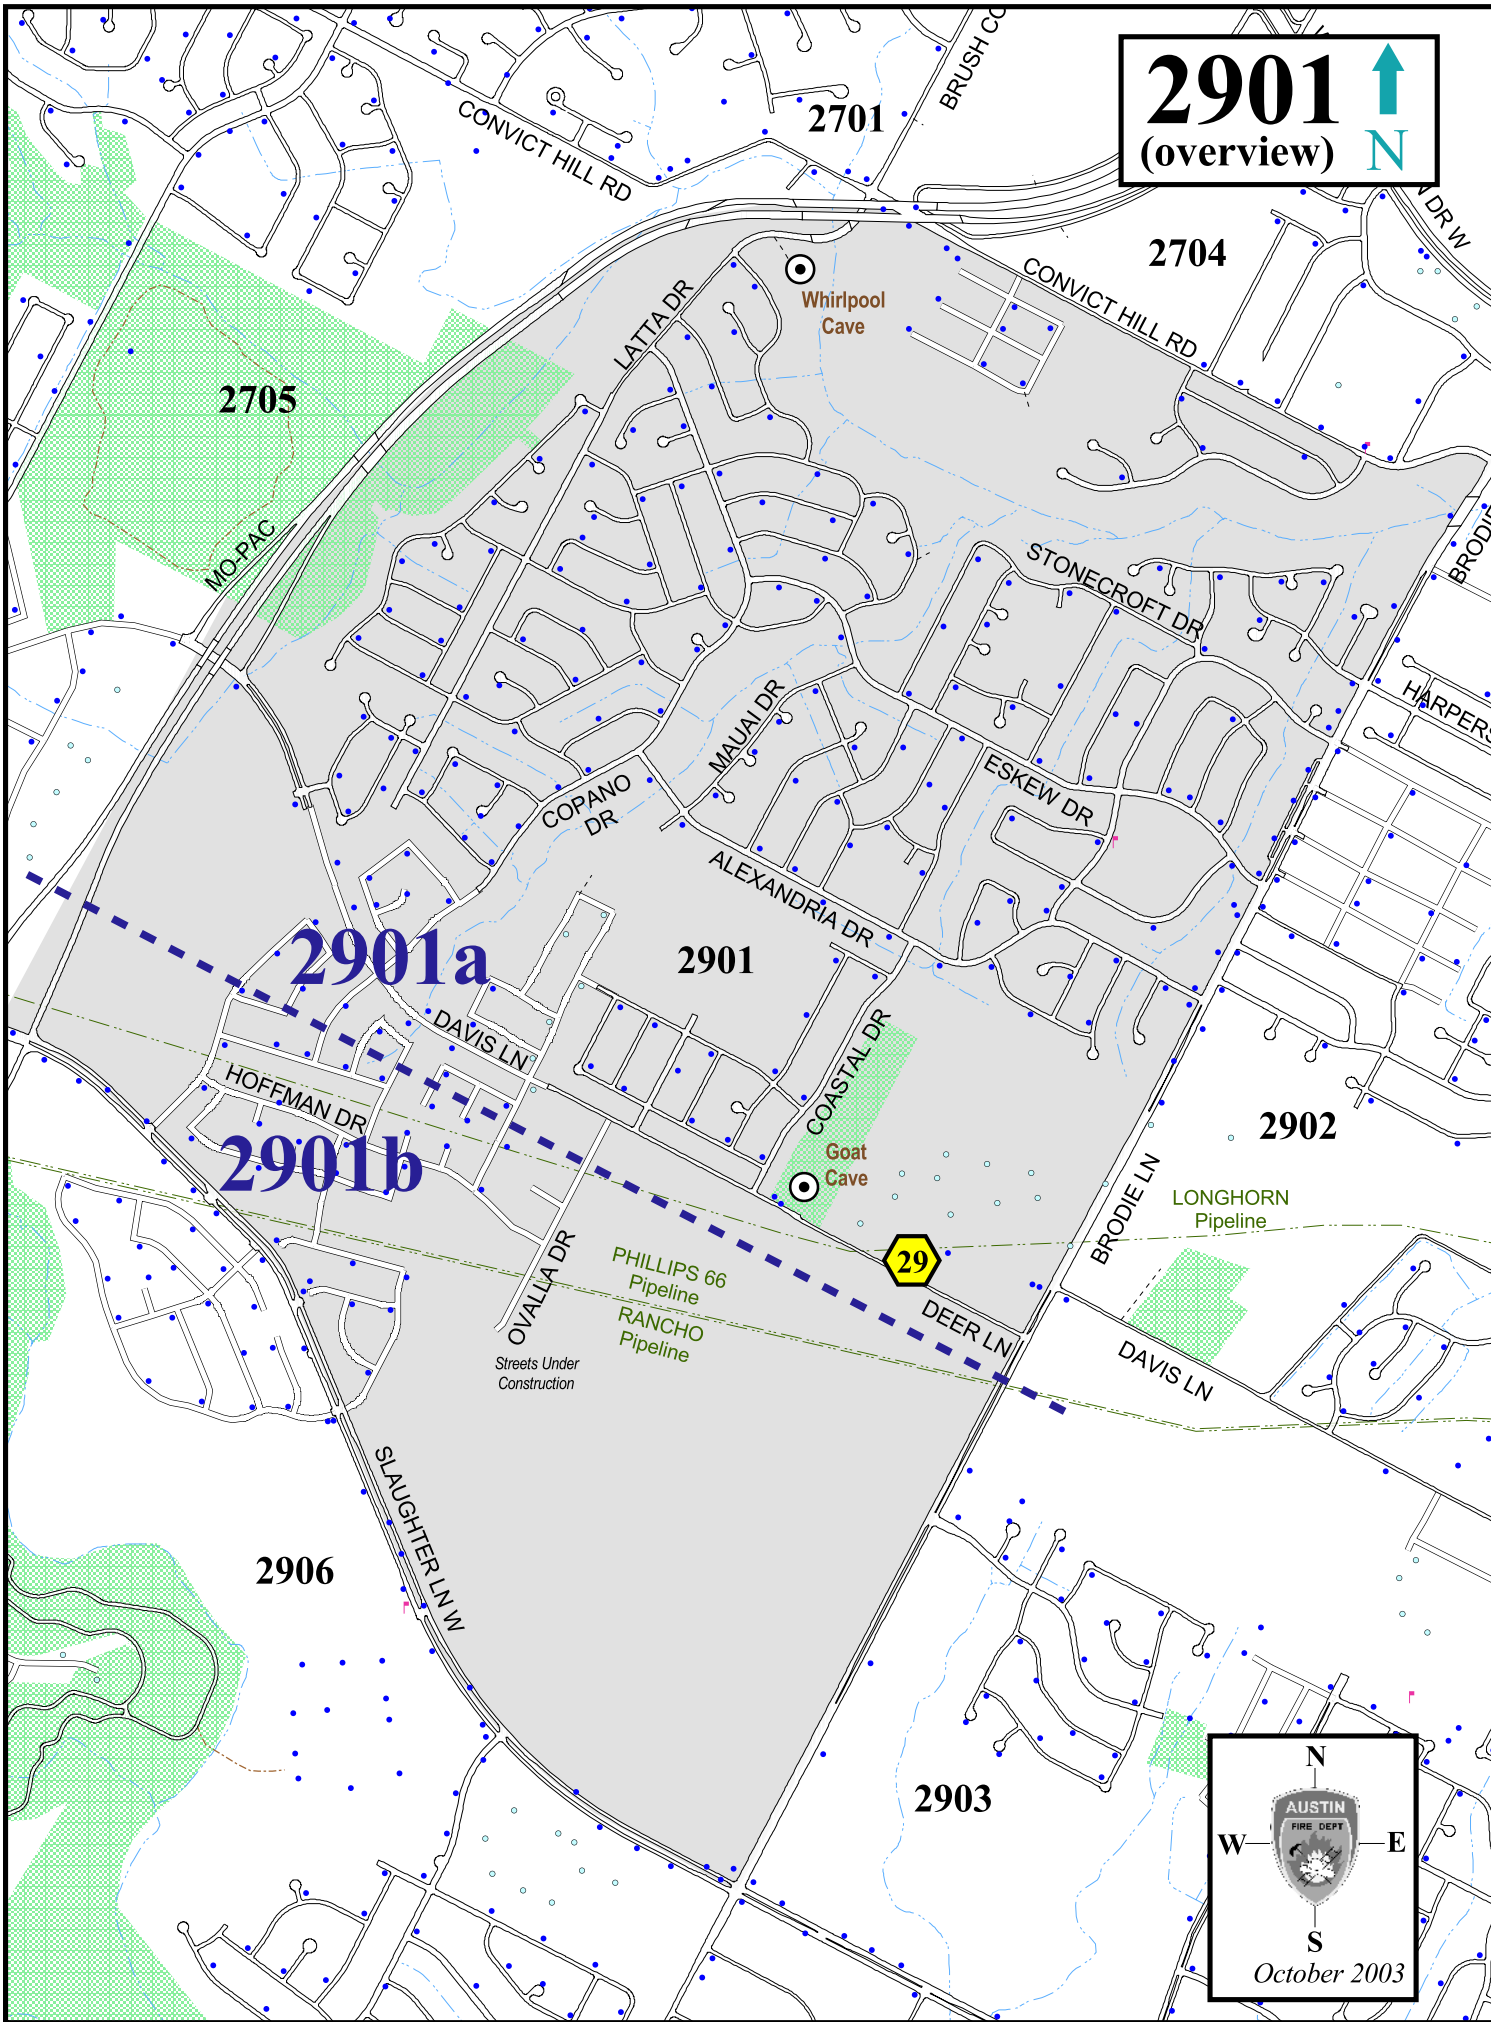 2901
(overview)
N
BRUSH CO
2701
CONVICT HILL RD
N DR W
2704
CONVICT HILL RD
Whirlpool
Cave
LATTA DR
2705
MO-PAC
BRODIE
STONECROFT DR
HARPERS
MAUAI DR
ESKEW DR
COPANO
DR
ALEXANDRIA DR
2901a
2901
DAVIS LN
COASTAL DR
HOFFMAN DR
2901b
2902
Goat
Cave
BRODIE LN
LONGHORN
Pipeline
OVALLA DR
PHILLIPS 66
Pipeline
29
RANCHO
Pipeline
DEER LN
DAVIS LN
Streets Under
Construction
SLAUGHTER LN W
2906
2903
N
AUSTIN
FIRE DEPT
W
E
S
October 2003